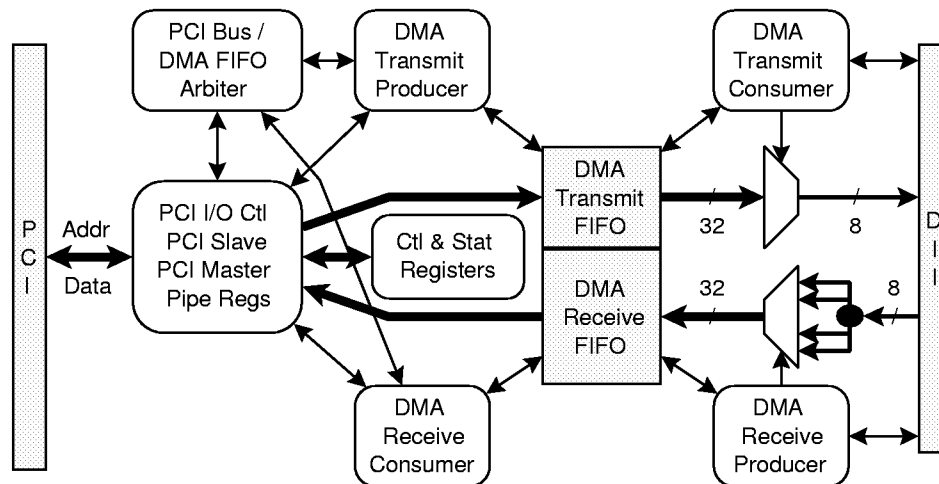 PCI Bus /
DMA FIFO
Arbiter
DMA
Transmit
Producer
DMA
Transmit
Consumer
P
C
I
Addr
Data
PCI I/O Ctl
PCI Slave
PCI Master
Pipe Regs
Ctl & Stat
Registers
DMA
Transmit
FIFO
32
8
DMA
Receive
FIFO
32
8
D
I
I
DMA
Receive
Consumer
DMA
Receive
Producer